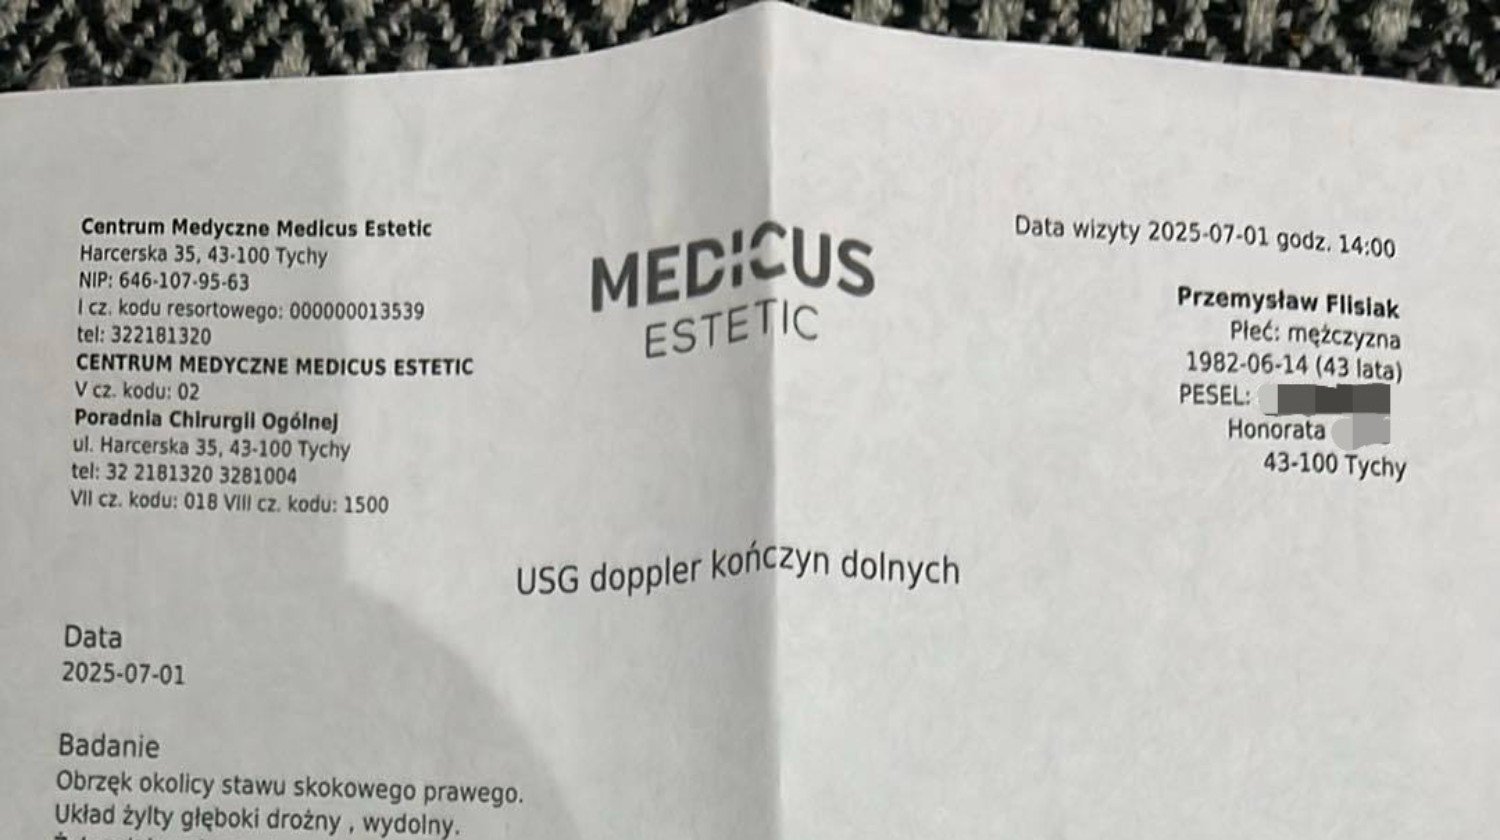 Centrum Medyczne Medicus Estetic
Harcerska 35, 43-100 Tychy
NIP: 646-107-95-63
I cz. kodu resortowego: 000000013539
tel: 322181320
CENTRUM MEDYCZNE MEDICUS ESTETIC
V cz. kodu: 02
Poradnia Chirurgii Ogólnej
ul. Harcerska 35, 43-100 Tychy
tel: 32 2181320 3281004
VII cz. kodu: 018 VIII cz. kodu: 1500
MEDICUS
ESTETIC
Data wizyty 2025-07-01 godz. 14:00
Przemysław Flisiak
Płeć: mężczyzna
1982-06-14 (43 lata)
PESEL:
Honorata
43-100 Tychy
USG doppler kończyn dolnych
Data
2025-07-01
Badanie
Obrzęk okolicy stawu skokowego prawego.
Układ żylty głęboki drożny , wydolny.